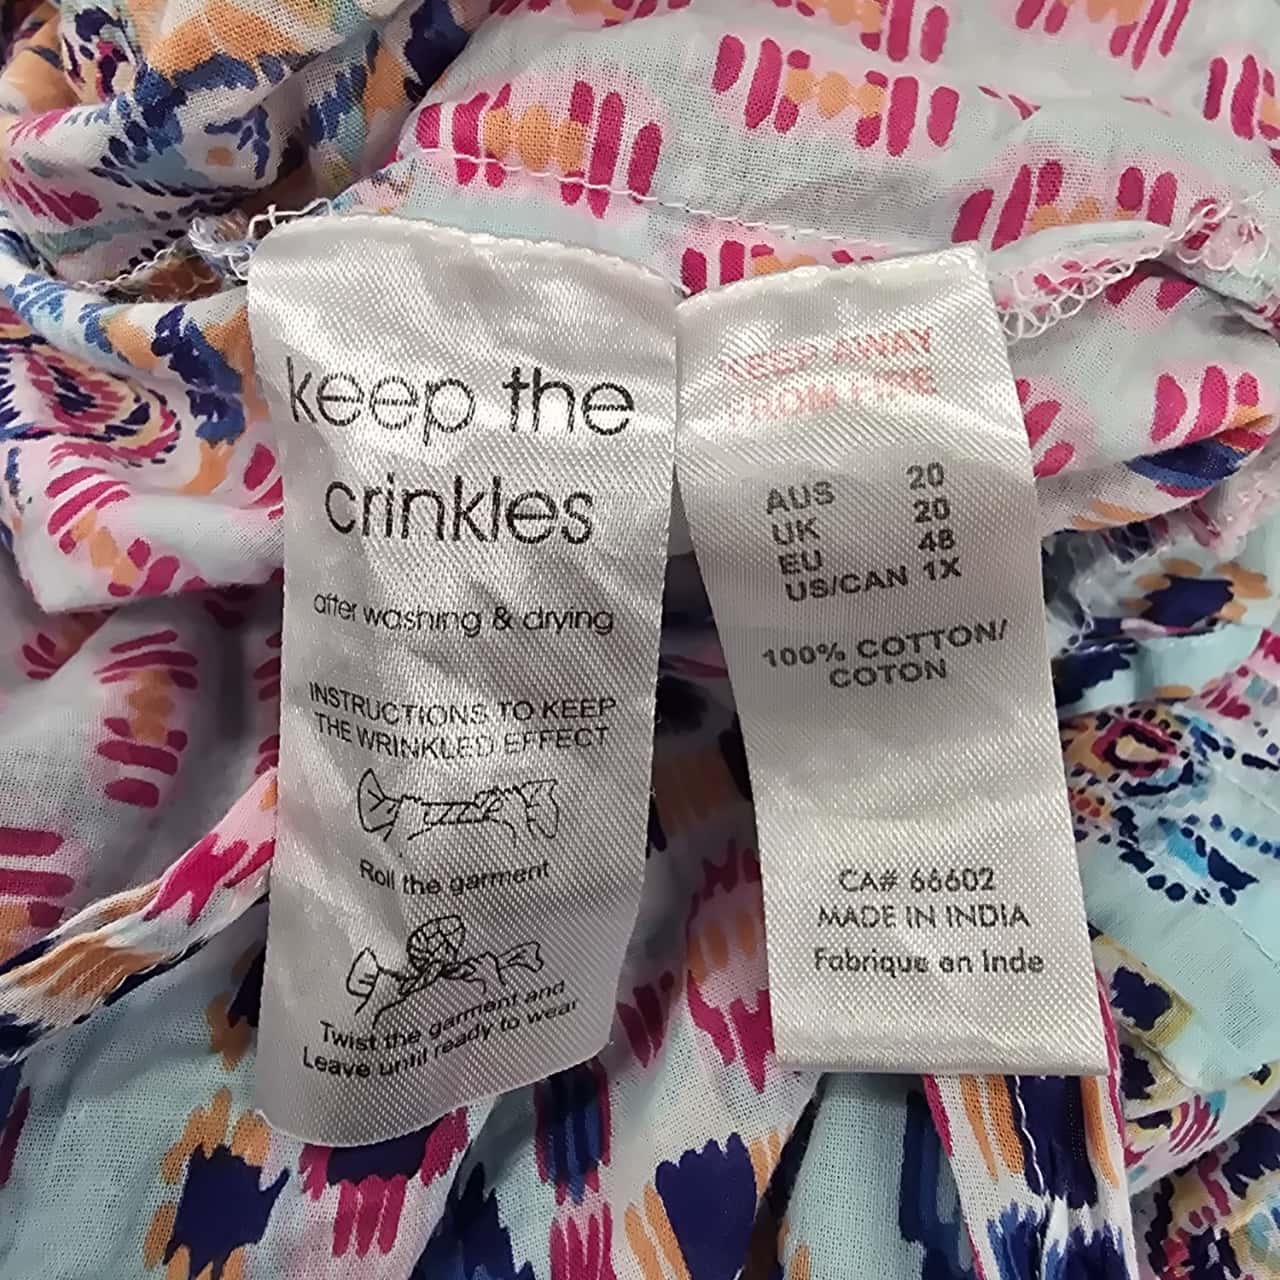 keep the
crinkles
after washing & drying
INSTRUCTIONS TO KEEP
THE WRINKLED EFFECT
Roll the garment
Twist the garment and
Leave until ready to wear
KEEP AWAY
FROM FIRE
AUS 20
UK 20
EU 48
US/CAN 1X
100% COTTON/
COTON
CA# 66602
MADE IN INDIA
Fabriqué en Inde